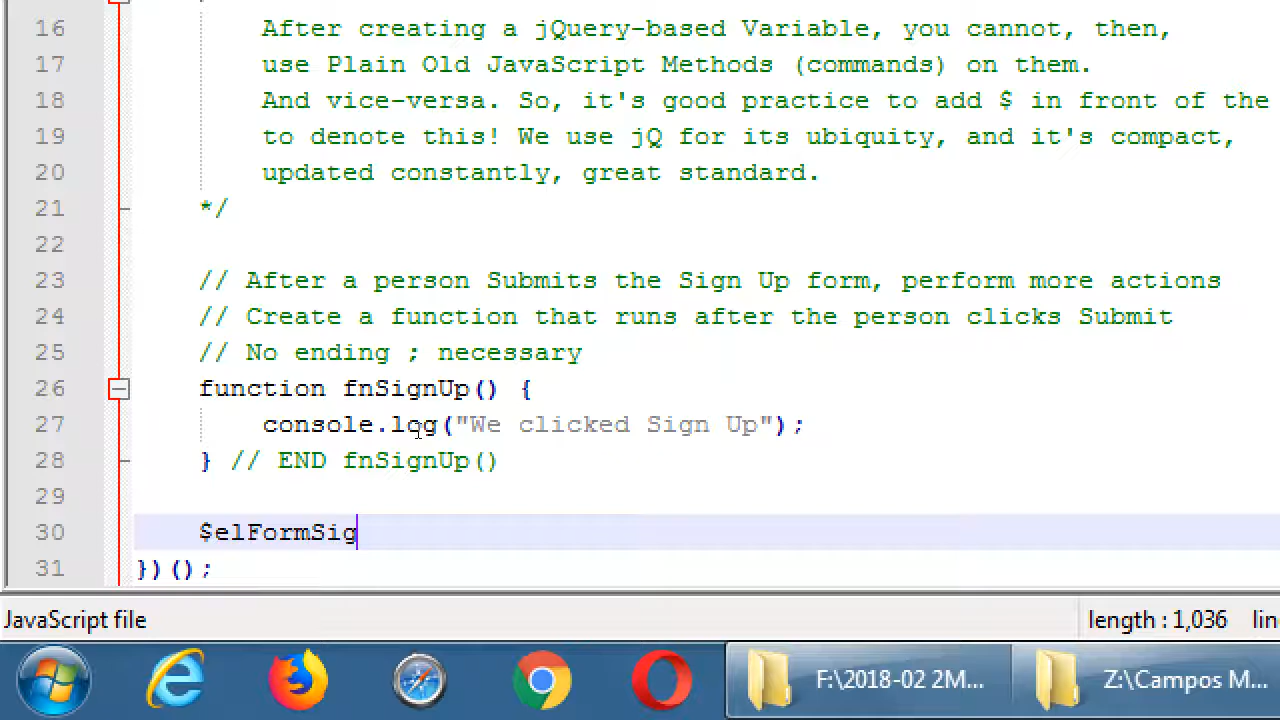 16 After creating a jQuery-based Variable, you cannot, then,
17 use Plain Old JavaScript Methods (commands) on them.
18 And vice-versa. So, it's good practice to add $ in front of the
19 to denote this! We use jQ for its ubiquity, and it's compact,
20 updated constantly, great standard.
21 */
22
23 // After a person Submits the Sign Up form, perform more actions
24 // Create a function that runs after the person clicks Submit
25 // No ending ; necessary
26 function fnSignUp() {
27 console.log("We clicked Sign Up");
28 } // END fnSignUp()
29
30 $elFormSig
31 })();
JavaScript file length : 1,036 lin
F:\2018-02 2M... Z:\Campos M...